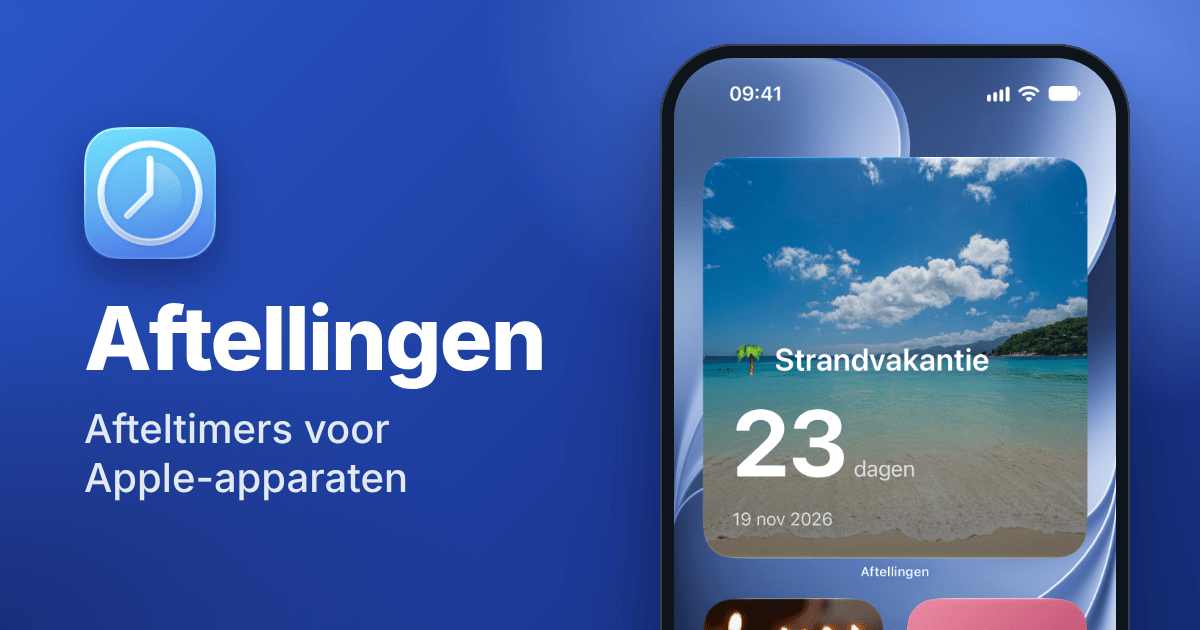 Aftellingen
Afteltimers voor
Apple-apparaten
09:41
🌴 Strandvakantie
23 dagen
19 nov 2026
Aftellingen